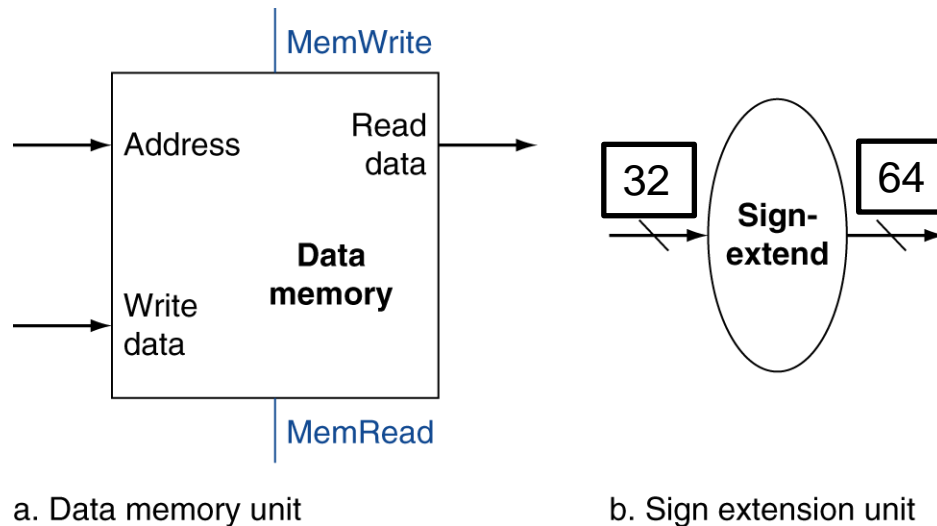 MemWrite
Address
Read
data
Data
memory
Write
data
MemRead
a. Data memory unit
32
Sign-
extend
64
b. Sign extension unit